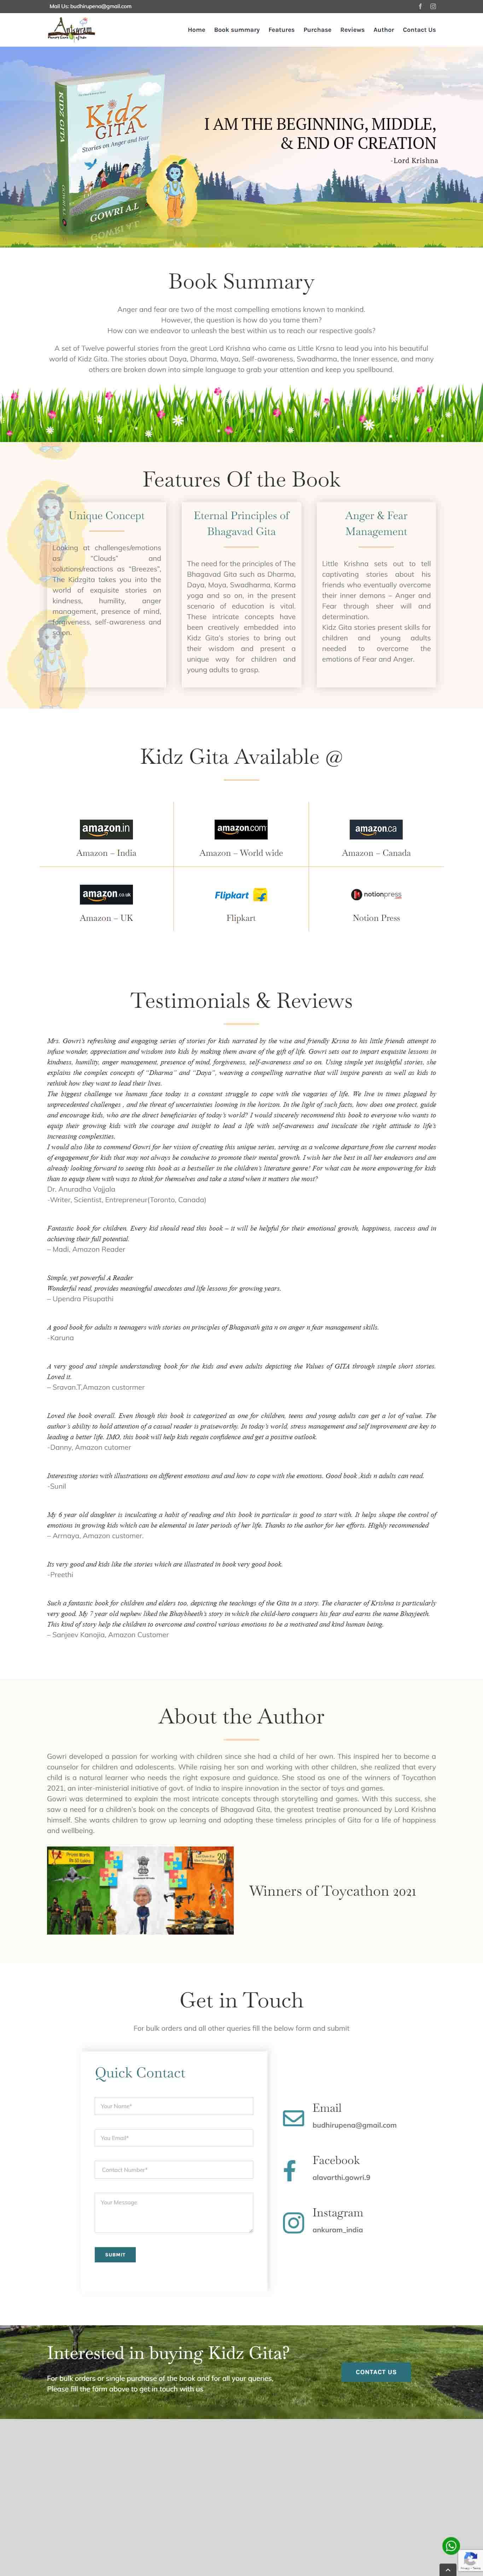 Mail Us: budhirupena@gmail.com
Ankuram
Home Book summary Features Purchase Reviews Author Contact Us
Kidz
GITA
Stories on Anger and Fear
KIDZ GITA
GOWRI A.L
I AM THE BEGINNING, MIDDLE,
& END OF CREATION
-Lord Krishna
Book Summary
Anger and fear are two of the most compelling emotions known to mankind.
However, the question is how do you tame them?
How can we endeavor to unleash the best within us to reach our respective goals?
A set of Twelve powerful stories from the great Lord Krishna who came as Little Krsna to lead you into his beautiful
world of Kidz Gita. The stories about Daya, Dharma, Maya, Self-awareness, Swadharma, the Inner essence, and many
others are broken down into simple language to grab your attention and keep you spellbound.
Features Of the Book
Unique Concept
Looking at challenges/emotions
as "Clouds" and
solutions/reactions as "Breezes",
The Kidzgita takes you into the
world of exquisite stories on
kindness, humility, anger
management, presence of mind,
forgiveness, self-awareness and
so on.
Eternal Principles of
Bhagavad Gita
The need for the principles of The
Bhagavad Gita such as Dharma,
Daya, Maya, Swadharma, Karma
yoga and so on, in the present
scenario of education is vital.
These intricate concepts have
been creatively embedded into
Kidz Gita's stories to bring out
their wisdom and present a
unique way for children and
young adults to grasp.
Anger & Fear
Management
Little Krishna sets out to tell
captivating stories about his
friends who eventually overcome
their inner demons – Anger and
Fear through sheer will and
determination.
Kidz Gita stories present skills for
children and young adults
needed to overcome the
emotions of Fear and Anger.
Kidz Gita Available @
amazon.in
Amazon – India
amazon.com
Amazon – World wide
amazon.ca
Amazon – Canada
amazon.co.uk
Amazon – UK
Flipkart
Flipkart
notionpress
Notion Press
Testimonials & Reviews
Mrs. Gowri's refreshing and engaging series of stories for kids narrated by the wise and friendly Krsna to his little friends attempt to
infuse wonder, appreciation and wisdom into kids by making them aware of the gift of life. Gowri sets out to impart exquisite lessons in
kindness, humility, anger management, presence of mind, forgiveness, self-awareness and so on. Using simple yet insightful stories, she
explains the complex concepts of "Dharma" and "Daya", weaving a compelling narrative that will inspire parents and kids alike to
rethink how they want to lead their lives.
The biggest challenge we humans face today is a constant struggle to cope with the vagaries of life. We live in times plagued by
unprecedented challenges , and the threat of uncertainties looming in the horizon. In the light of such times, how does one protect, guide
and encourage kids, who are the direct beneficiaries of today's world? I would sincerely recommend this book to everyone who wants to
equip their growing kids with the courage and insight to lead a life with self-awareness and inculcate the right attitude to life's
increasing complexities.
I would also like to commend Gowri for her vision of creating this unique series, serving as a welcome departure from the current modes
of engagement for kids that may not always be conducive to promote their mental growth. I wish her the best in all her endeavors and am
already looking forward to seeing this book as a bestseller in the children's literature genre! For what can be more empowering for kids
than to equip them with ways to think for themselves and take a stand when it matters the most?
Dr. Anuradha Vajjala
-Writer, Scientist, Entrepreneur(Toronto, Canada)
Fantastic book for children. Every kid should read this book – it will be helpful for their emotional growth, happiness, success and in
achieving their full potential.
– Madi, Amazon Reader
Simple, yet powerful A Reader
Wonderful read, provides meaningful anecdotes and life lessons for growing years.
– Upendra Pisupathi
A good book for adults n teenagers with stories on principles of Bhagavath gita n on anger n fear management skills.
-Karuna
A very good and simple understanding book for the kids and even adults depicting the Values of GITA through simple short stories.
Loved it.
– Sravan.T,Amazon custormer
Loved the book overall. Even though this book is categorized as one for children, teens and young adults can get a lot of value. The
author's ability to hold attention of a casual reader is praiseworthy. In today's world, stress management and self improvement are key to
leading a better life. IMO, this book will help kids regain confidence and get a positive outlook.
-Danny, Amazon cutomer
Interesting stories with illustrations on different emotions and and how to cope with the emotions. Good book ,kids n adults can read.
-Sunil
My 6 year old daughter is inculcating a habit of reading and this book in particular is good to start with. It helps shape the control of
emotions in growing kids which can be elemental in later periods of her life. Thanks to the author for her efforts. Highly recommended
– Armaya, Amazon customer.
Its very good and kids like the stories which are illustrated in book very good book.
-Preethi
Such a fantastic book for children and elders too, depicting the teachings of the Gita in a story. The character of Krishna is particularly
very good. My 7 year old nephew liked the Bhaybheeth's story in which the child-hero conquers his fear and earns the name Bhayjeeth.
This kind of story help the children to overcome and control various emotions to be a motivated and kind human being.
– Sanjeev Kanojia, Amazon Customer
About the Author
Gowri developed a passion for working with children since she had a child of her own. This inspired her to become a
counselor for children and adolescents. While raising her son and working with other children, she realized that every
child is a natural learner who needs the right exposure and guidance. She stood as one of the winners of Toycathon
2021, an inter-ministerial initiative of govt. of India to inspire innovation in the sector of toys and games.
Gowri was determined to explain the most intricate concepts through storytelling and games. With this success, she
saw a need for a children's book on the concepts of Bhagavad Gita, the greatest treatise pronounced by Lord Krishna
himself. She wants children to grow up learning and adopting these timeless principles of Gita for a life of happiness
and wellbeing.
Winners of Toycathon 2021
Get in Touch
For bulk orders and all other queries fill the below form and submit
Quick Contact
Your Name*
You Email*
Contact Number*
Your Message
SUBMIT
Email
budhirupena@gmail.com
Facebook
alavarthi.gowri.9
Instagram
ankuram_india
Interested in buying Kidz Gita?
For bulk orders or single purchase of the book and for all your queries,
Please fill the form above to get in touch with us
CONTACT US
Privacy - Terms